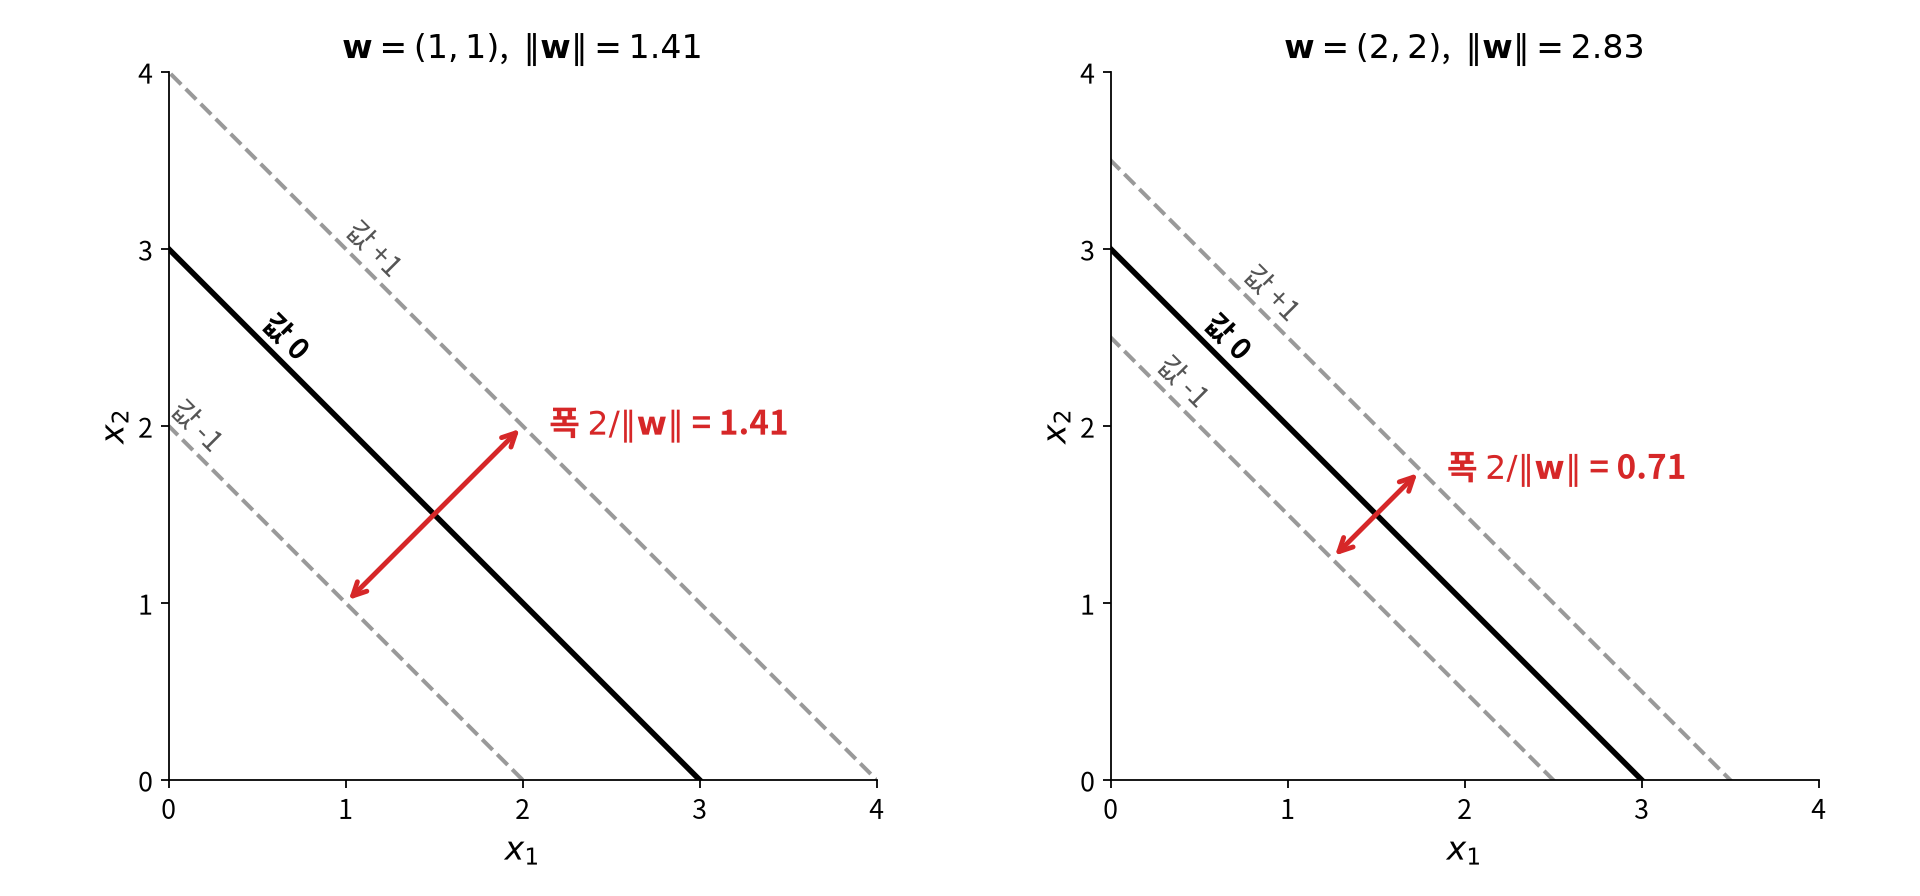 w = (1, 1), ‖w‖ = 1.41
4
3
2
1
0
0 1 2 3 4
x₂
x₁
값 +1
값 0
값 -1
폭 2/‖w‖ = 1.41
w = (2, 2), ‖w‖ = 2.83
4
3
2
1
0
0 1 2 3 4
x₂
x₁
값 +1
값 0
값 -1
폭 2/‖w‖ = 0.71